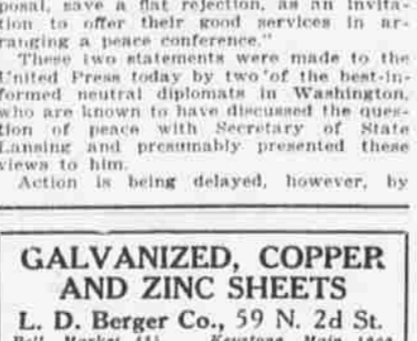 posal, save a flat rejection, as an invita-
tion to offer their good services in ar-
ranging a peace conference."
These two statements were made to the
United Press today by two of the best-in-
formed neutral diplomats in Washington,
who are known to have discussed the ques-
tion of peace with Secretary of State
Lansing and presumably presented these
views to him.
Action is being delayed, however, by
GALVANIZED, COPPER
AND ZINC SHEETS
L. D. Berger Co., 59 N. 2d St.
Bell, Market Keystone, Main